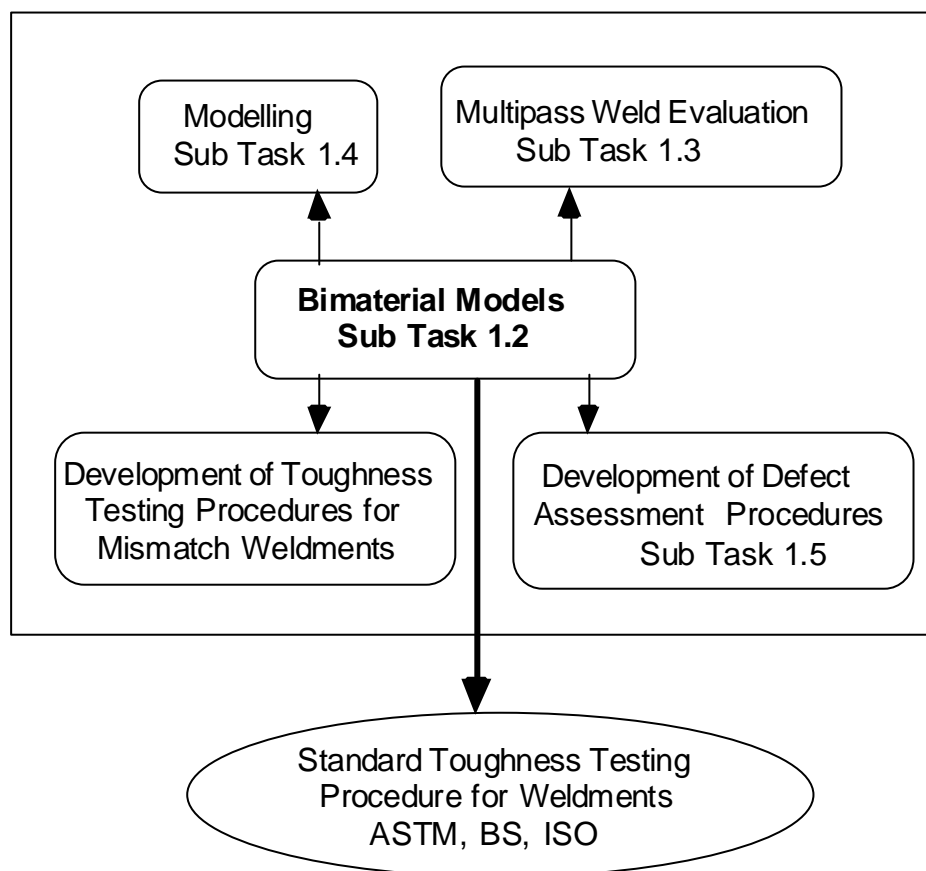 Modelling
Sub Task 1.4
Multipass Weld Evaluation
Sub Task 1.3
Bimaterial Models
Sub Task 1.2
Development of Toughness
Testing Procedures for
Mismatch Weldments
Development of Defect
Assessment Procedures
Sub Task 1.5
Standard Toughness Testing
Procedure for Weldments
ASTM, BS, ISO